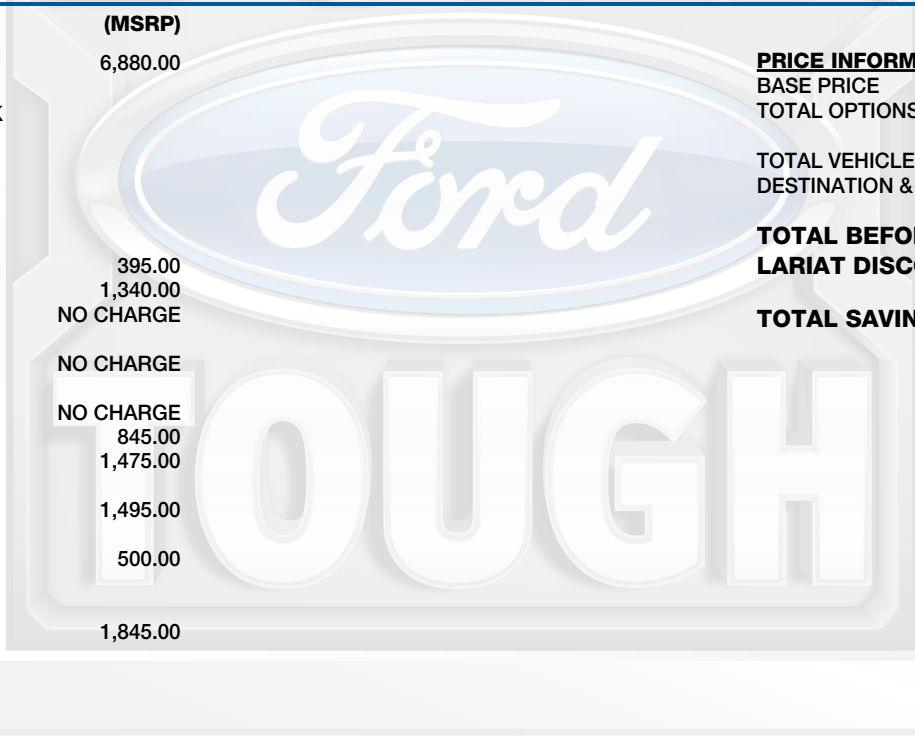 (MSRP)
6,880.00
395.00
1,340.00
NO CHARGE
NO CHARGE
NO CHARGE
845.00
1,475.00
1,495.00
500.00
1,845.00
PRICE INFORM
BASE PRICE
TOTAL OPTIONS
TOTAL VEHICLE
DESTINATION &
TOTAL BEFO
LARIAT DISCO
TOTAL SAVIN
Ford
TOUGH